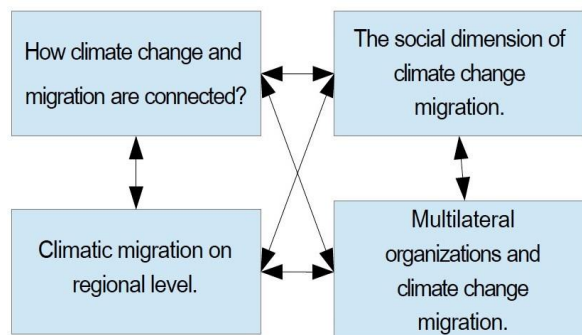 How climate change and
migration are connected?
The social dimension of
climate change
migration.
Climatic migration on
regional level.
Multilateral
organizations and
climate change
migration.